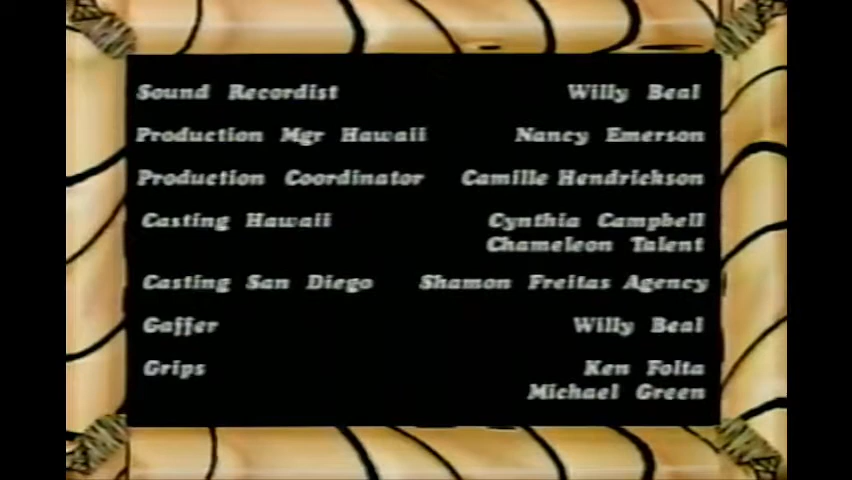 Sound Recordist Willy Beal
Production Mgr Hawaii Nancy Emerson
Production Coordinator Camille Hendrickson
Casting Hawaii Cynthia Campbell
Chameleon Talent
Casting San Diego Shamon Freitas Agency
Gaffer Willy Beal
Grips Ken Folta
Michael Green